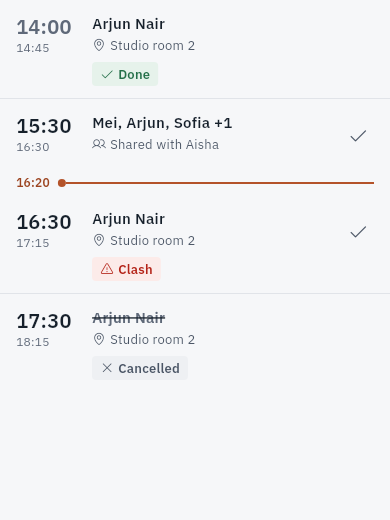 14:00
14:45
Arjun Nair
Studio room 2
Done
15:30
16:30
Mei, Arjun, Sofia +1
Shared with Aisha
16:20
16:30
17:15
Arjun Nair
Studio room 2
Clash
17:30
18:15
Arjun Nair
Studio room 2
Cancelled